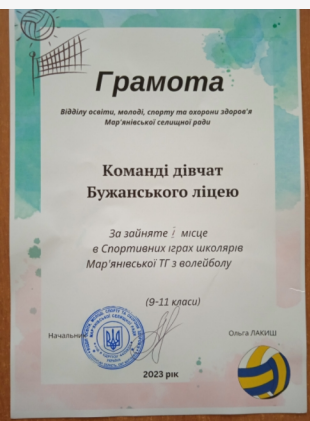 Грамота
Відділу освіти, молоді, спорту та охорони здоров'я
Мар'янівської селищної ради
Команді дівчат
Бужанського ліцею
За зайняте I місце
в Спортивних іграх школярів
Мар'янівської ТГ з волейболу
(9-11 класи)
Начальник
Ольга ЛАКИШ
2023 рік